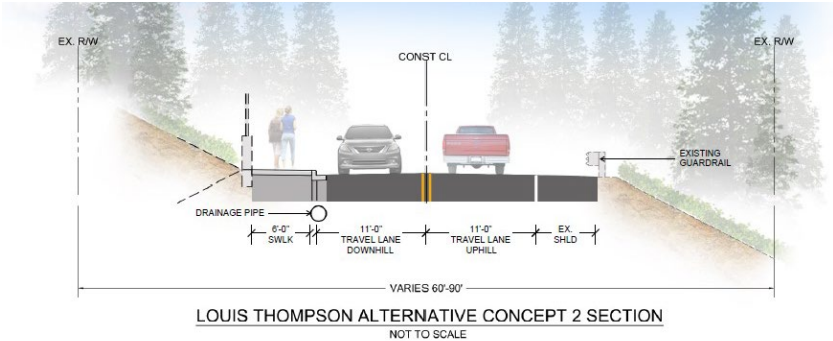 EX. R/W
EX. R/W
CONST CL
EXISTING
GUARDRAIL
DRAINAGE PIPE
6'-0"
SWLK
11'-0"
TRAVEL LANE
DOWNHILL
11'-0"
TRAVEL LANE
UPHILL
EX.
SHLD
VARIES 60'-90'
LOUIS THOMPSON ALTERNATIVE CONCEPT 2 SECTION
NOT TO SCALE